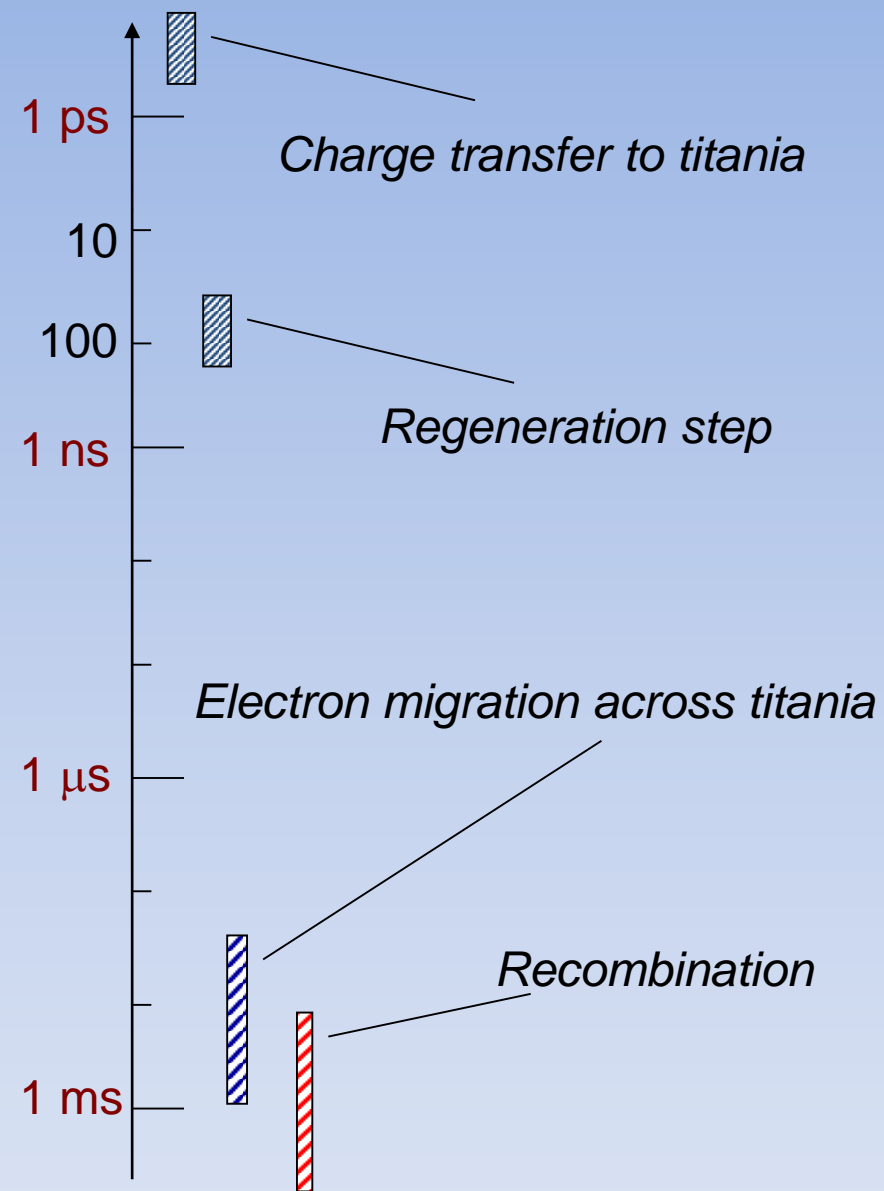 1 ps
Charge transfer to titania
10
100
Regeneration step
1 ns
Electron migration across titania
1 μs
Recombination
1 ms